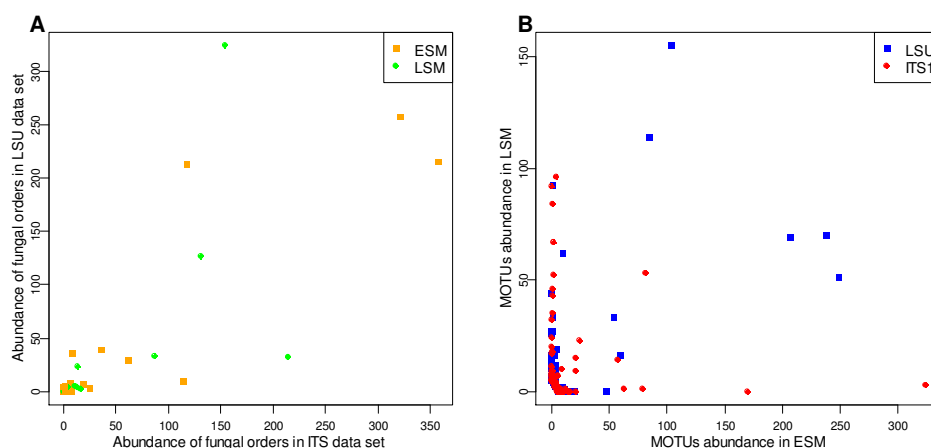 A
ESM
LSM
Abundance of fungal orders in LSU data set
300
250
200
150
100
50
0
0 50 100 150 200 250 300 350
Abundance of fungal orders in ITS data set
B
LSU
ITS1
MOTUs abundance in LSM
150
100
50
0
0 50 100 150 200 250 300
MOTUs abundance in ESM